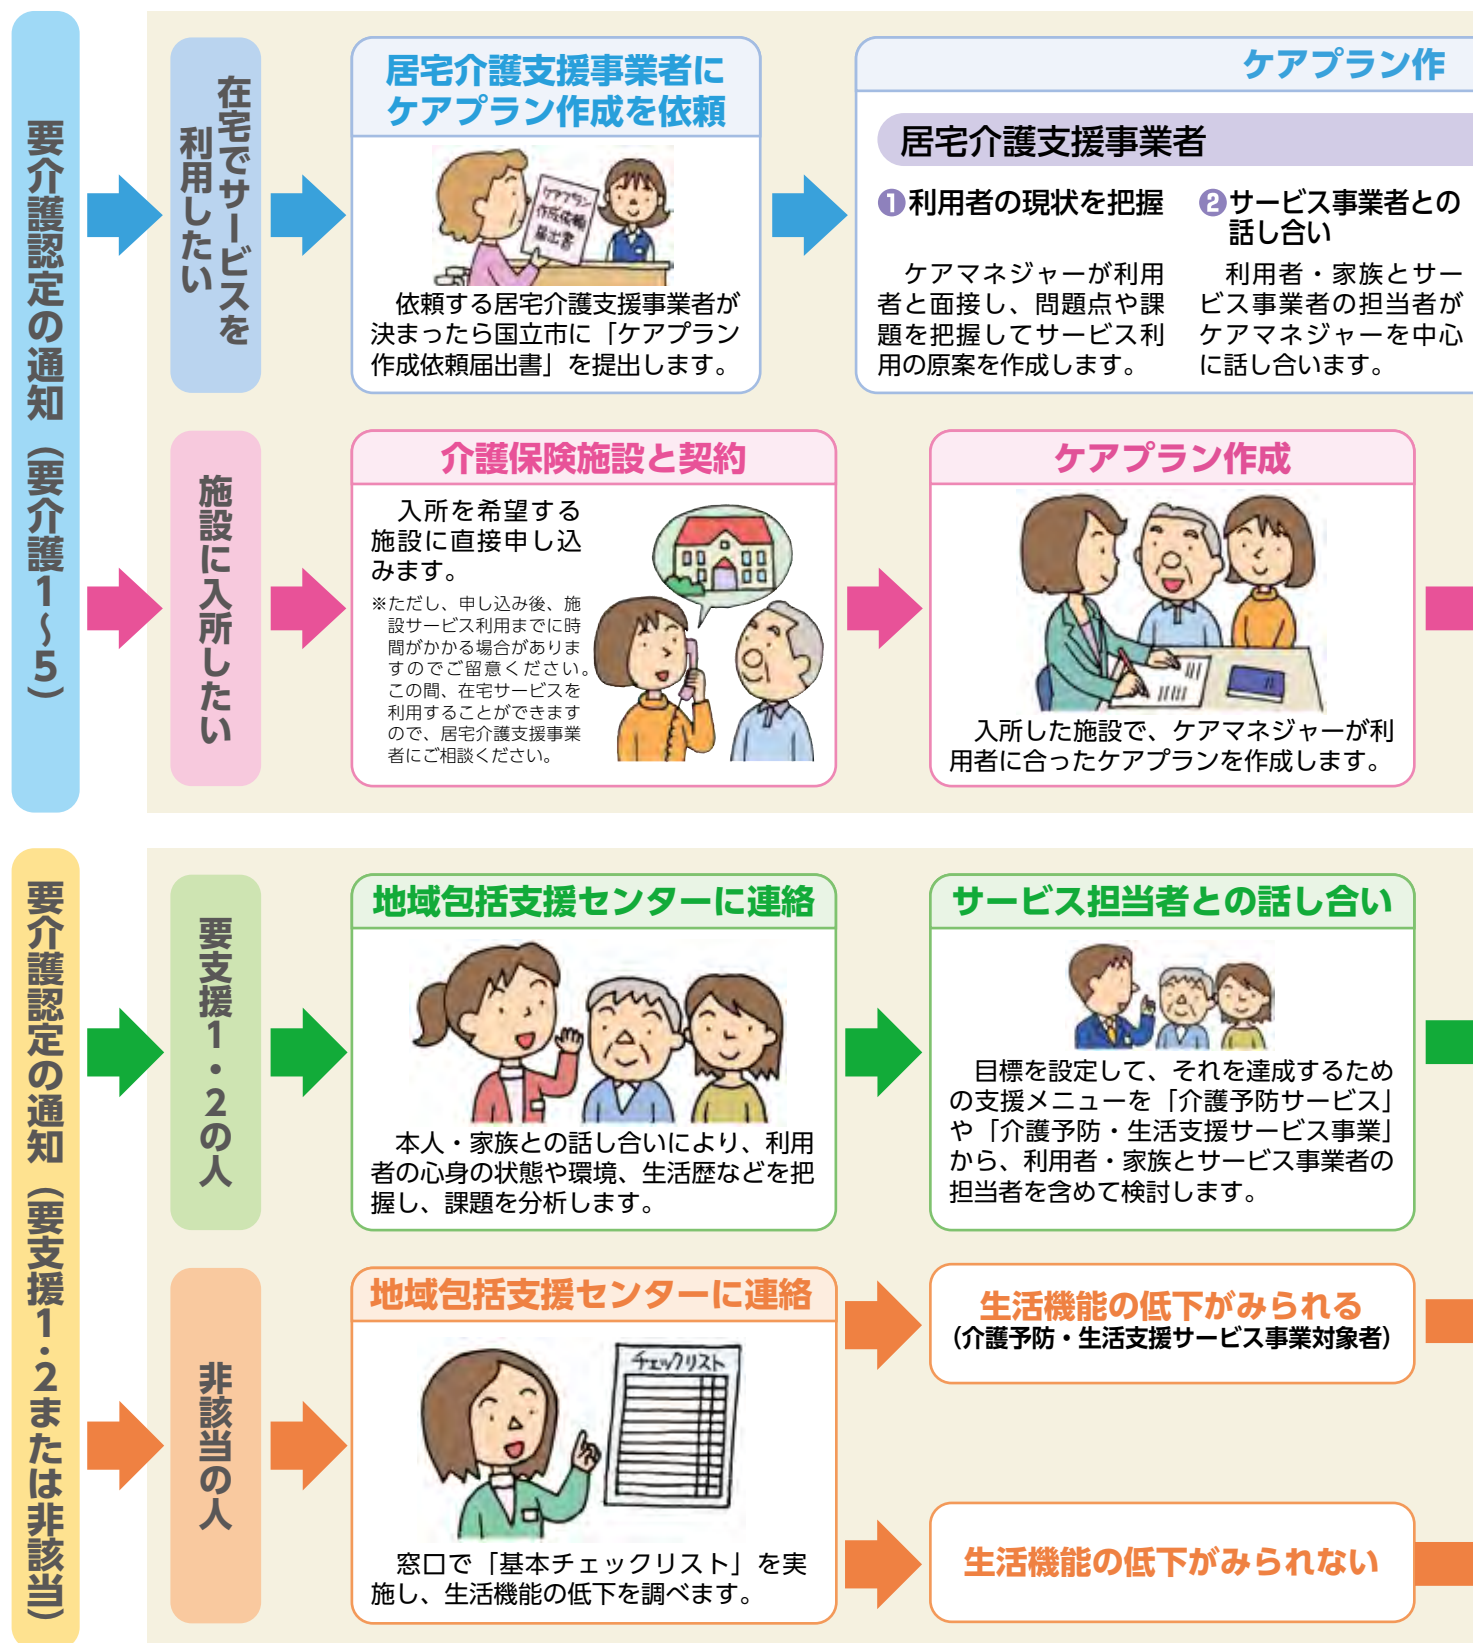 要介護認定の通知（要介護1～5）
在宅でサービスを
利用したい
居宅介護支援事業者に
ケアプラン作成を依頼
ケアプラン
作成依頼
届出書
依頼する居宅介護支援事業者が
決まったら国立市に「ケアプラン
作成依頼届出書」を提出します。
ケアプラン作
居宅介護支援事業者
❶利用者の現状を把握
ケアマネジャーが利用
者と面接し、問題点や課
題を把握してサービス利
用の原案を作成します。
❷サービス事業者との
話し合い
利用者・家族とサー
ビス事業者の担当者が
ケアマネジャーを中心
に話し合います。
施設に入所したい
介護保険施設と契約
入所を希望する
施設に直接申し込
みます。
※ただし、申し込み後、施
設サービス利用までに時
間がかかる場合がありま
すのでご留意ください。
この間、在宅サービスを
利用することができます
ので、居宅介護支援事業
者にご相談ください。
ケアプラン作成
入所した施設で、ケアマネジャーが利
用者に合ったケアプランを作成します。
要介護認定の通知（要支援1・2または非該当）
要支援1・2の人
地域包括支援センターに連絡
本人・家族との話し合いにより、利用
者の心身の状態や環境、生活歴などを把
握し、課題を分析します。
サービス担当者との話し合い
目標を設定して、それを達成するため
の支援メニューを「介護予防サービス」
や「介護予防・生活支援サービス事業」
から、利用者・家族とサービス事業者の
担当者を含めて検討します。
非該当の人
地域包括支援センターに連絡
チェックリスト
窓口で「基本チェックリスト」を実
施し、生活機能の低下を調べます。
生活機能の低下がみられる
（介護予防・生活支援サービス事業対象者）
生活機能の低下がみられない